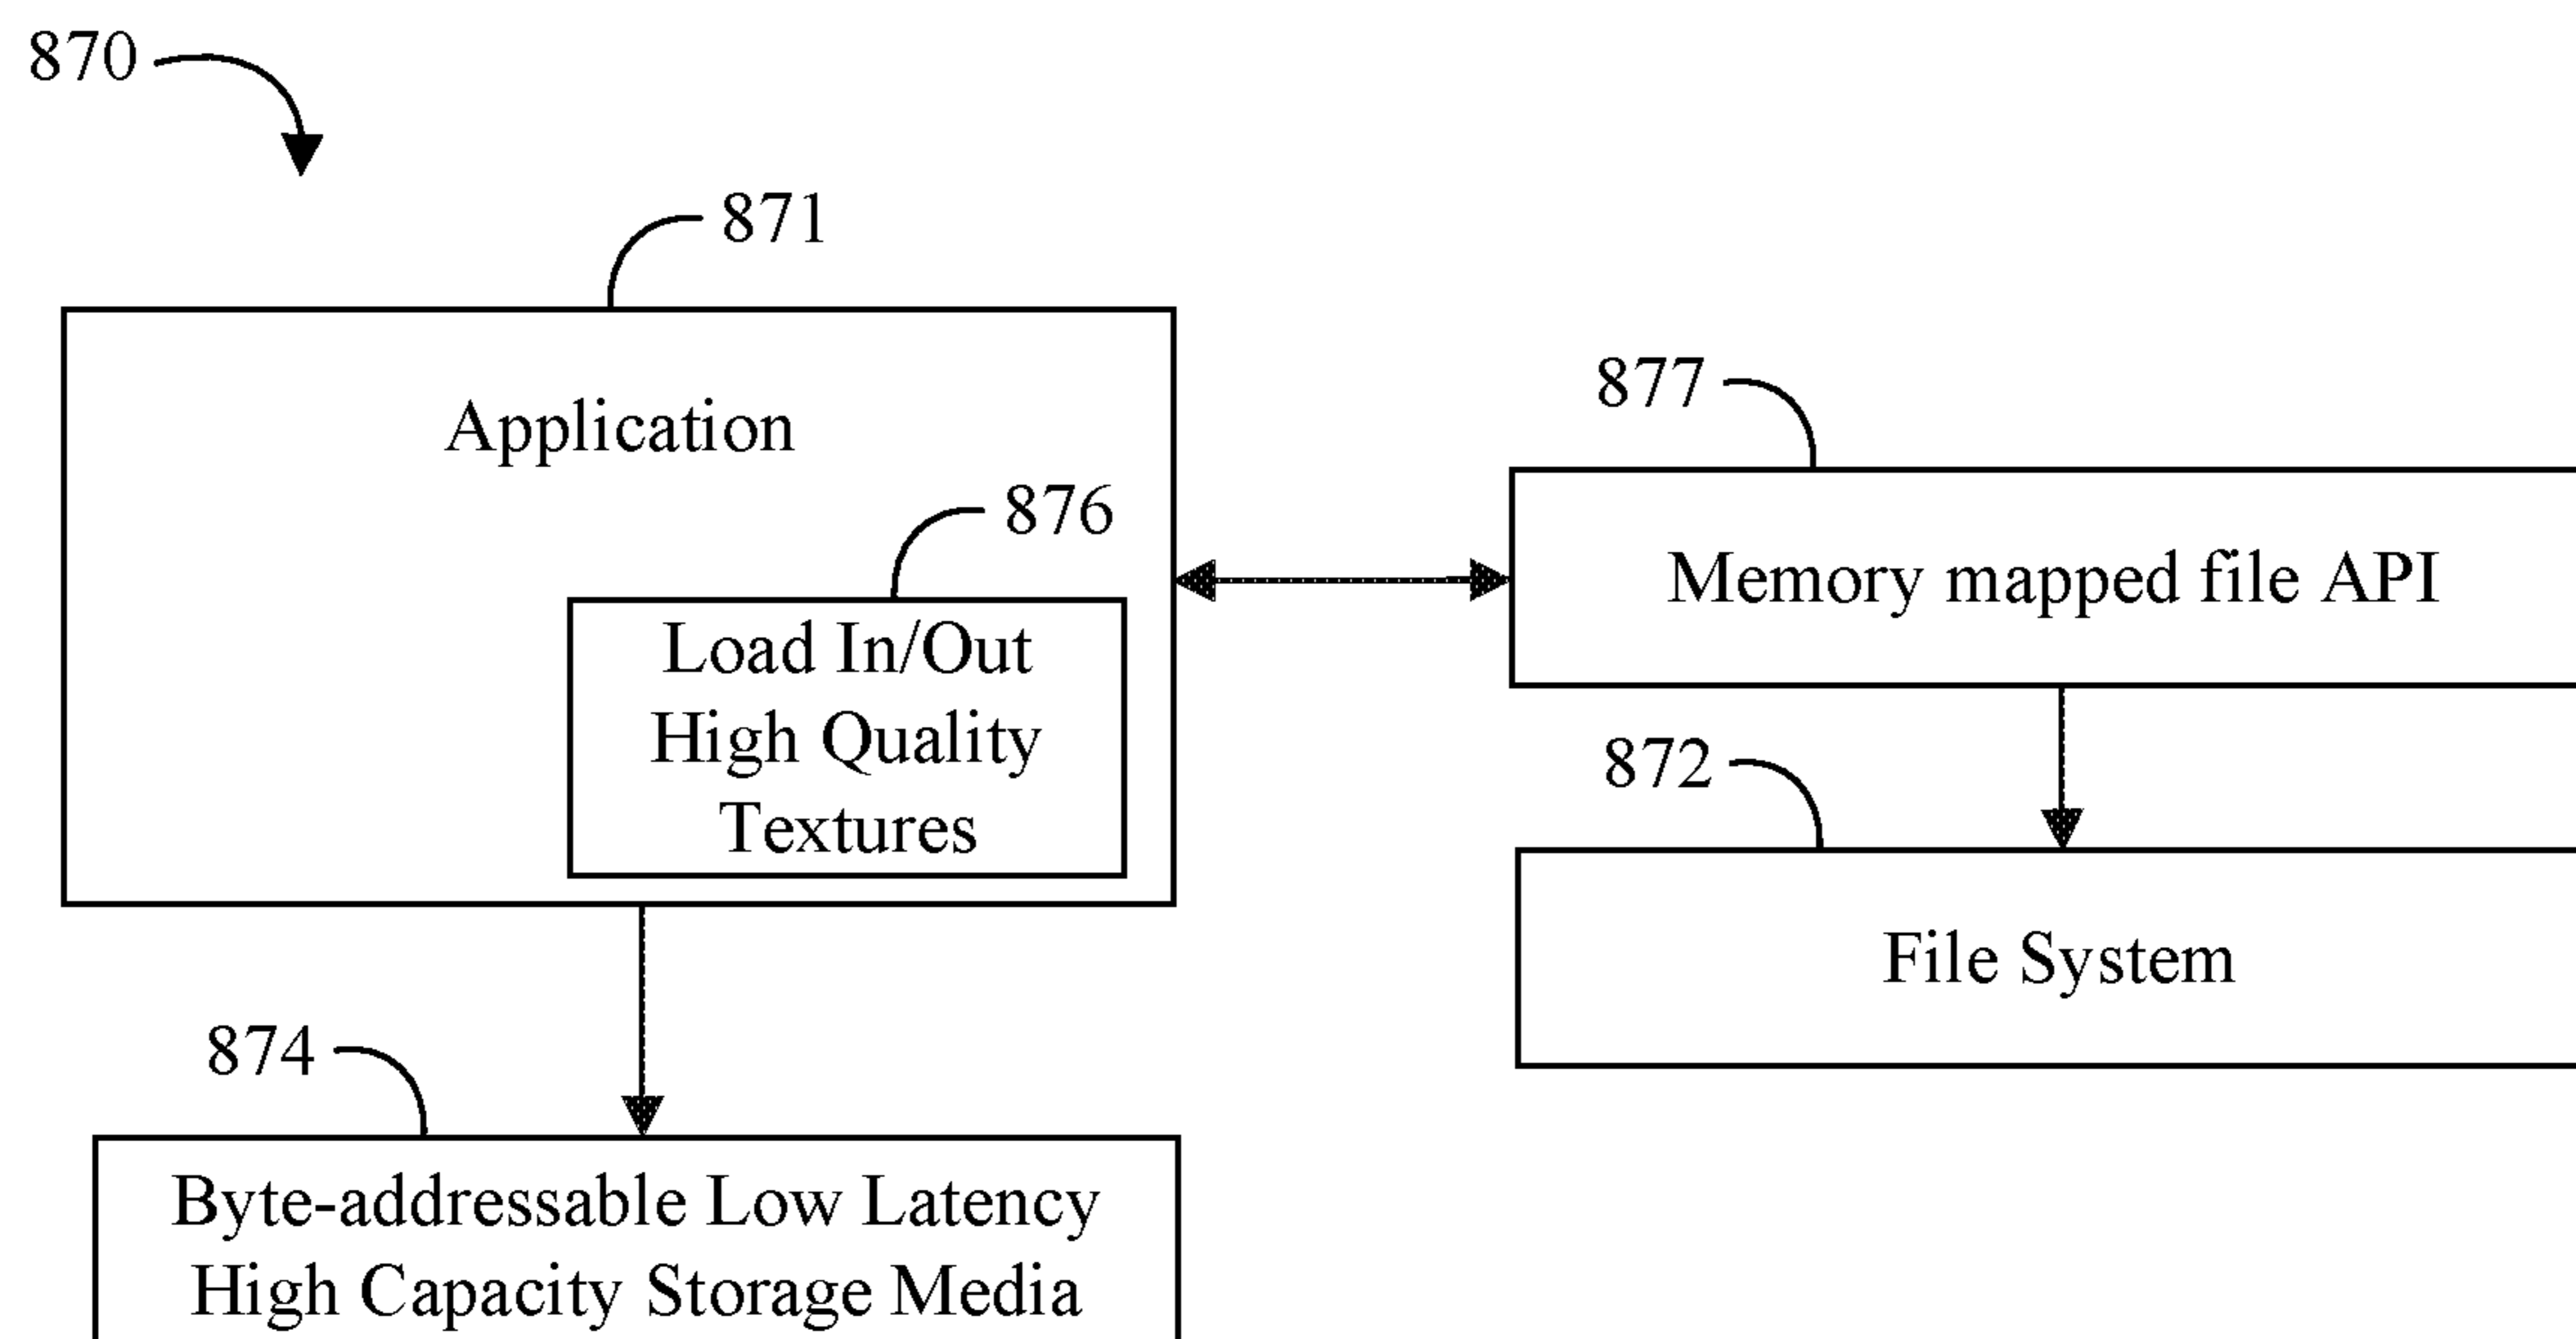 870
871
Application
876
Load In/Out
High Quality
Textures
877
Memory mapped file API
872
File System
874
Byte-addressable Low Latency
High Capacity Storage Media